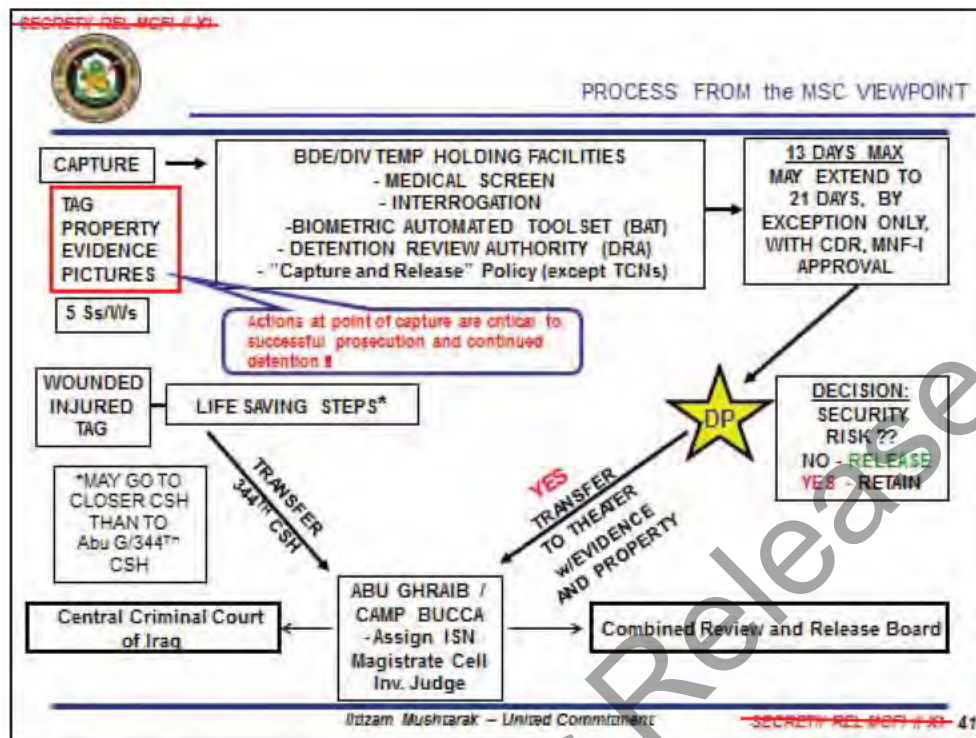 SECRET// REL MCFI // X1
PROCESS FROM the MSC VIEWPOINT
CAPTURE
TAG
PROPERTY
EVIDENCE
PICTURES
5 Ss/Ws
BDE/DIV TEMP HOLDING FACILITIES
- MEDICAL SCREEN
- INTERROGATION
-BIOMETRIC AUTOMATED TOOLSET (BAT)
- DETENTION REVIEW AUTHORITY (DRA)
- "Capture and Release" Policy (except TCNs)
13 DAYS MAX
MAY EXTEND TO
21 DAYS, BY
EXCEPTION ONLY,
WITH CDR, MNF-I
APPROVAL
Actions at point of capture are critical to
successful prosecution and continued
detention !!
WOUNDED
INJURED
TAG
LIFE SAVING STEPS*
DP
DECISION:
SECURITY
RISK ??
NO - RELEASE
YES - RETAIN
*MAY GO TO
CLOSER CSH
THAN TO
Abu G/344TH
CSH
TRANSFER
344TH CSH
YES
TRANSFER
TO THEATER
w/EVIDENCE
AND PROPERTY
ABU GHRAIB /
CAMP BUCCA
-Assign ISN
Magistrate Cell
Inv. Judge
Central Criminal Court
of Iraq
Combined Review and Release Board
Iltizam Mushtarak – United Commitment
SECRET// REL MCFI // X1
41
Release